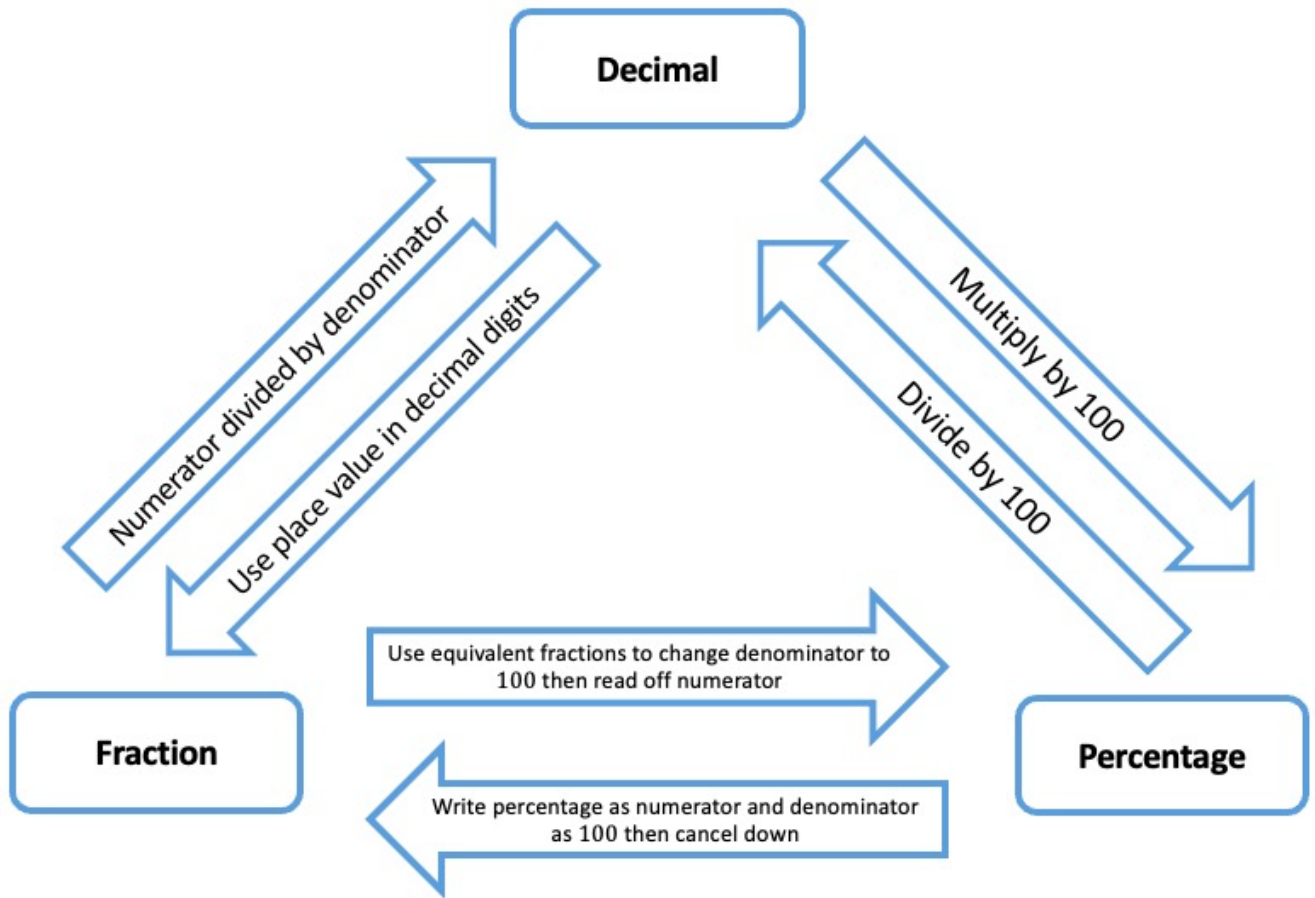 Decimal
Numerator divided by denominator
Use place value in decimal digits
Multiply by 100
Divide by 100
Use equivalent fractions to change denominator to
100 then read off numerator
Fraction
Percentage
Write percentage as numerator and denominator
as 100 then cancel down